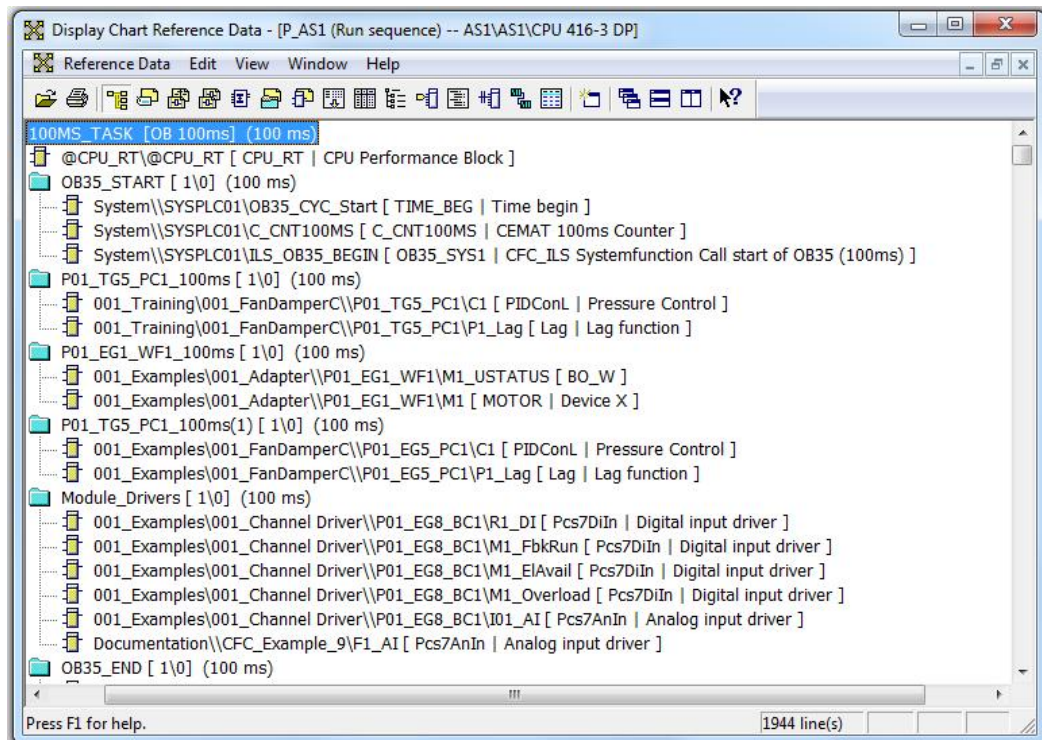 Display Chart Reference Data - [P_AS1 (Run sequence) -- AS1\AS1\CPU 416-3 DP]
Reference Data Edit View Window Help
100MS_TASK [OB 100ms] (100 ms)
@CPU_RT\@CPU_RT [ CPU_RT | CPU Performance Block ]
OB35_START [ 1\0] (100 ms)
System\\SYSPLC01\OB35_CYC_Start [ TIME_BEG | Time begin ]
System\\SYSPLC01\C_CNT100MS [ C_CNT100MS | CEMAT 100ms Counter ]
System\\SYSPLC01\ILS_OB35_BEGIN [ OB35_SYS1 | CFC_ILS Systemfunction Call start of OB35 (100ms) ]
P01_TG5_PC1_100ms [ 1\0] (100 ms)
001_Training\001_FanDamperC\\P01_TG5_PC1\C1 [ PIDConL | Pressure Control ]
001_Training\001_FanDamperC\\P01_TG5_PC1\P1_Lag [ Lag | Lag function ]
P01_EG1_WF1_100ms [ 1\0] (100 ms)
001_Examples\001_Adapter\\P01_EG1_WF1\M1_USTATUS [ BO_W ]
001_Examples\001_Adapter\\P01_EG1_WF1\M1 [ MOTOR | Device X ]
P01_TG5_PC1_100ms(1) [ 1\0] (100 ms)
001_Examples\001_FanDamperC\\P01_EG5_PC1\C1 [ PIDConL | Pressure Control ]
001_Examples\001_FanDamperC\\P01_EG5_PC1\P1_Lag [ Lag | Lag function ]
Module_Drivers [ 1\0] (100 ms)
001_Examples\001_Channel Driver\\P01_EG8_BC1\R1_DI [ Pcs7DiIn | Digital input driver ]
001_Examples\001_Channel Driver\\P01_EG8_BC1\M1_FbkRun [ Pcs7DiIn | Digital input driver ]
001_Examples\001_Channel Driver\\P01_EG8_BC1\M1_ElAvail [ Pcs7DiIn | Digital input driver ]
001_Examples\001_Channel Driver\\P01_EG8_BC1\M1_Overload [ Pcs7DiIn | Digital input driver ]
001_Examples\001_Channel Driver\\P01_EG8_BC1\I01_AI [ Pcs7AnIn | Analog input driver ]
Documentation\\CFC_Example_9\F1_AI [ Pcs7AnIn | Analog input driver ]
OB35_END [ 1\0] (100 ms)
Press F1 for help. 1944 line(s)